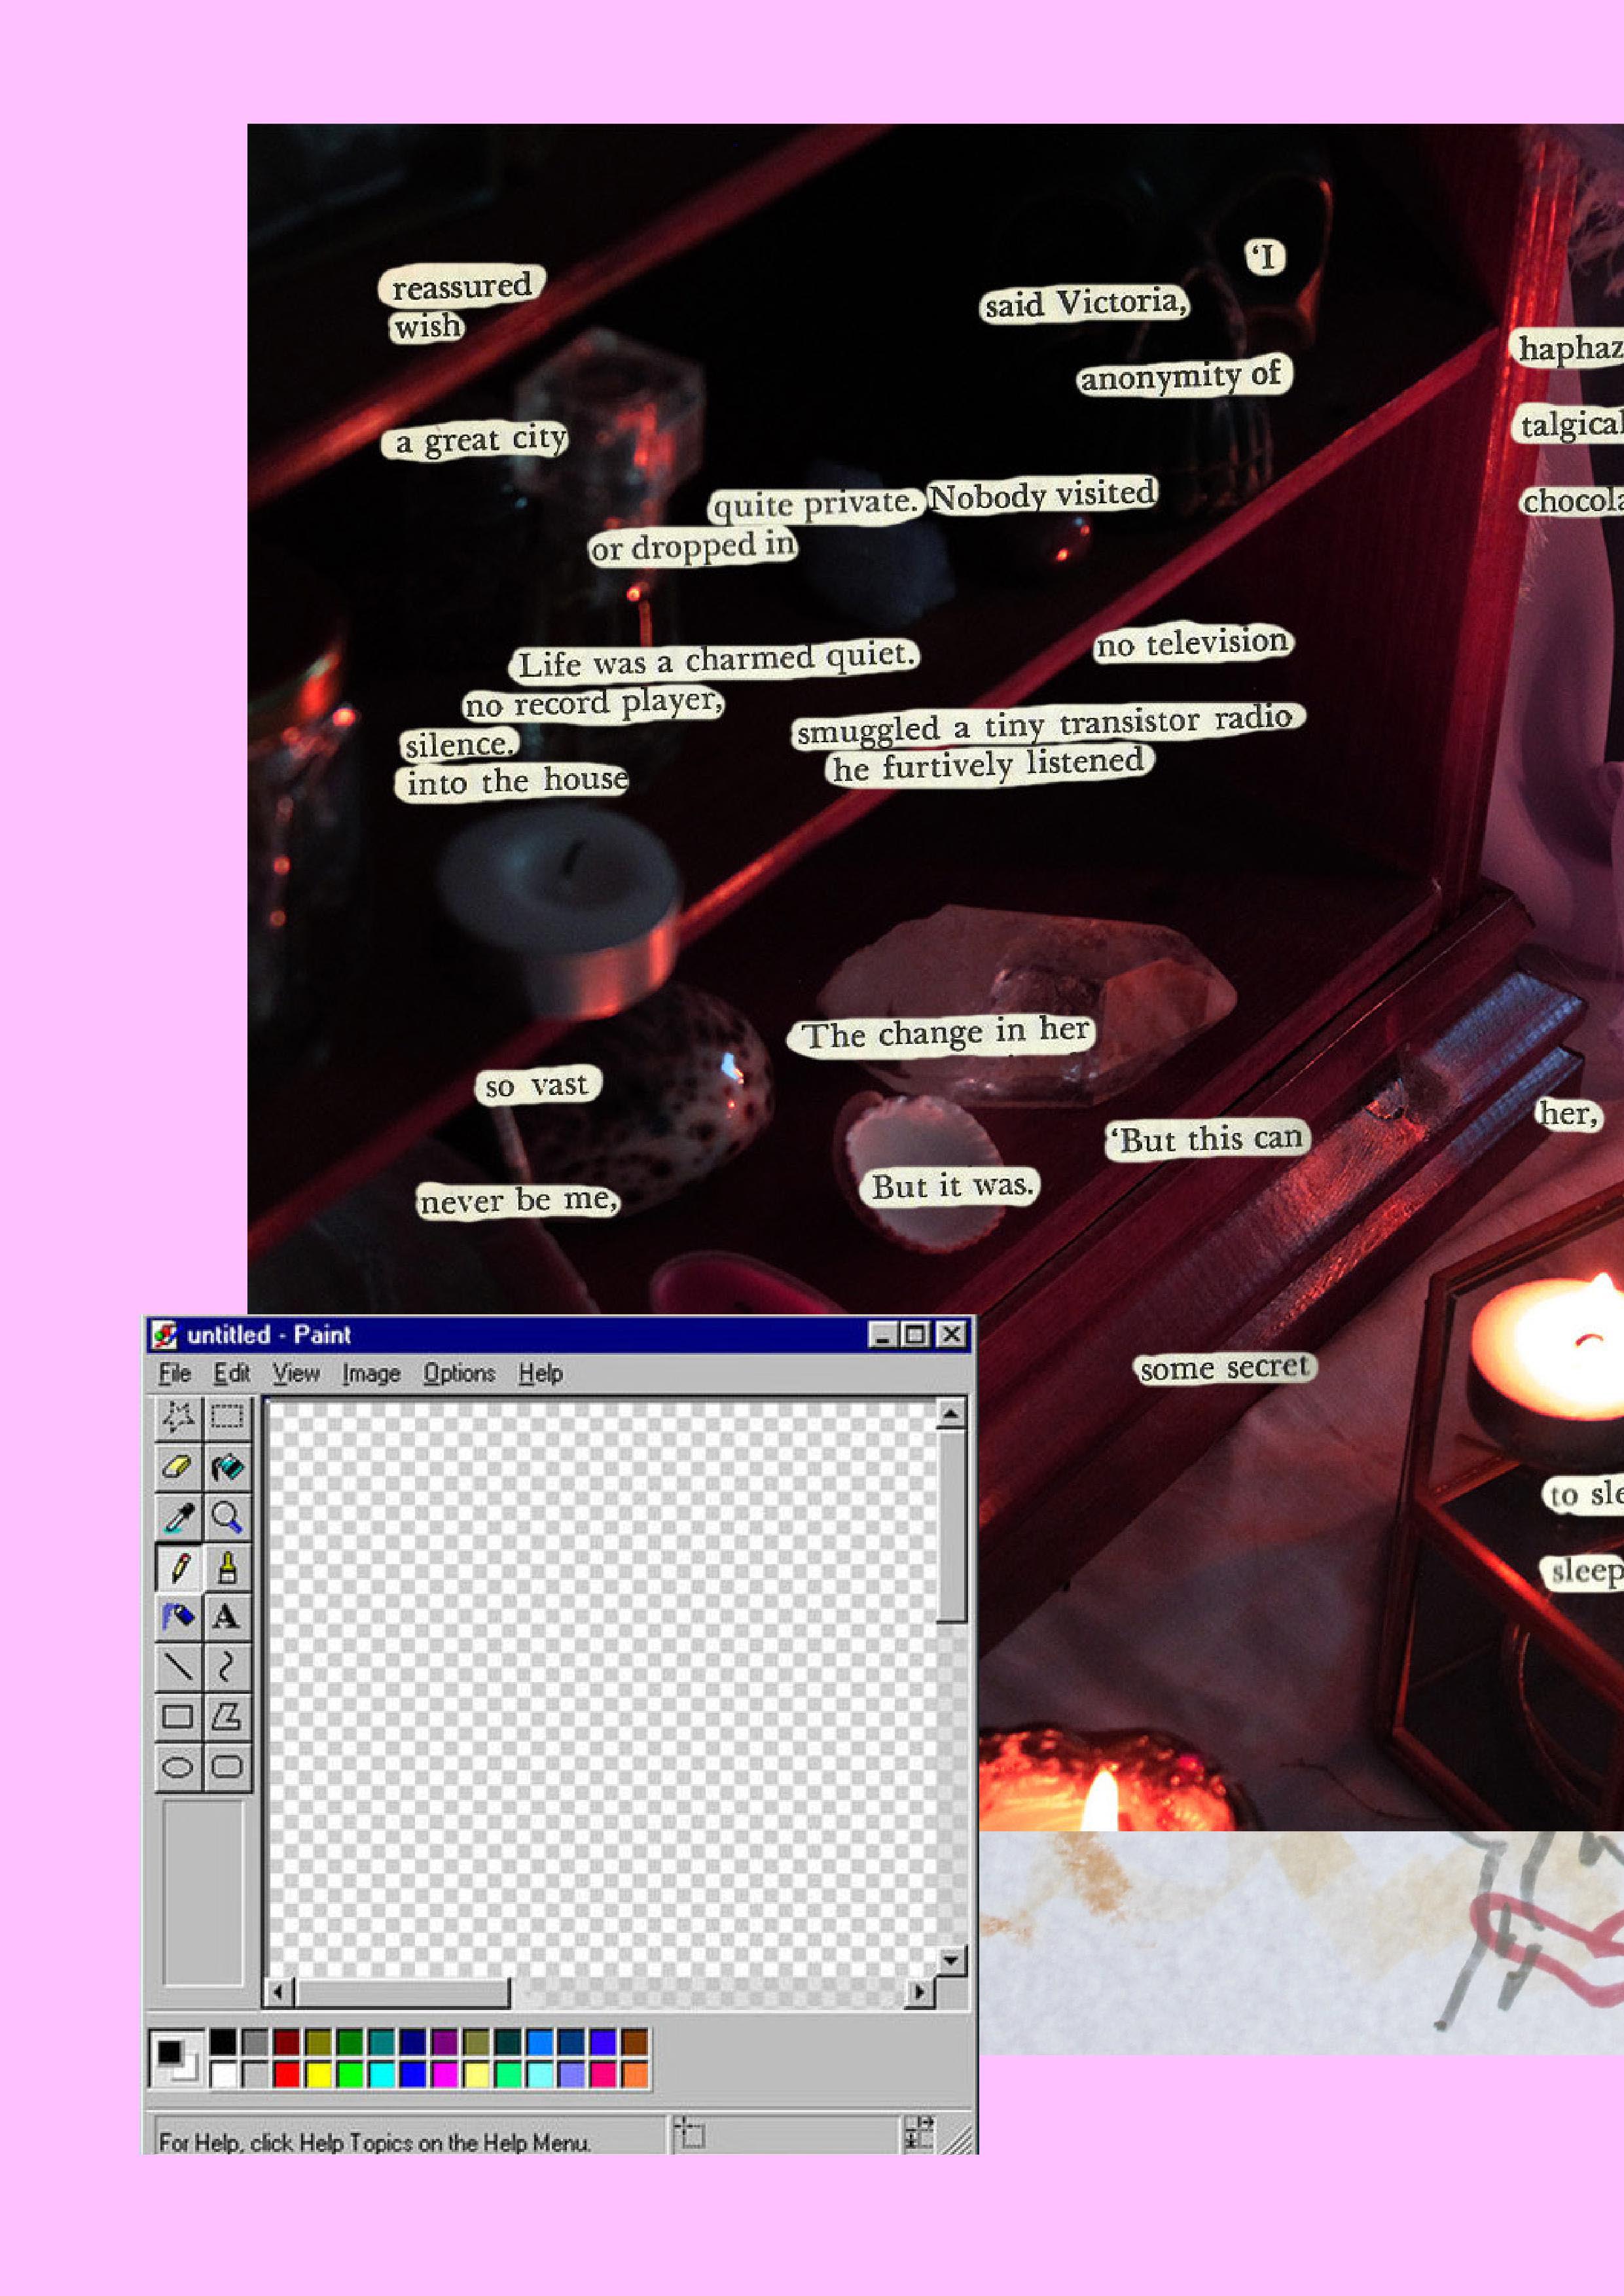 'I
reassured
said Victoria,
wish
anonymity of
a great city
quite private. Nobody visited
or dropped in
no television
Life was a charmed quiet.
no record player,
smuggled a tiny transistor radio
silence.
he furtively listened
into the house
The change in her
so vast
'But this can
But it was.
never be me,
some secret
haphaz
talgical
chocola
her,
to sle
sleep
untitled - Paint
File Edit View Image Options Help
A
For Help, click Help Topics on the Help Menu.